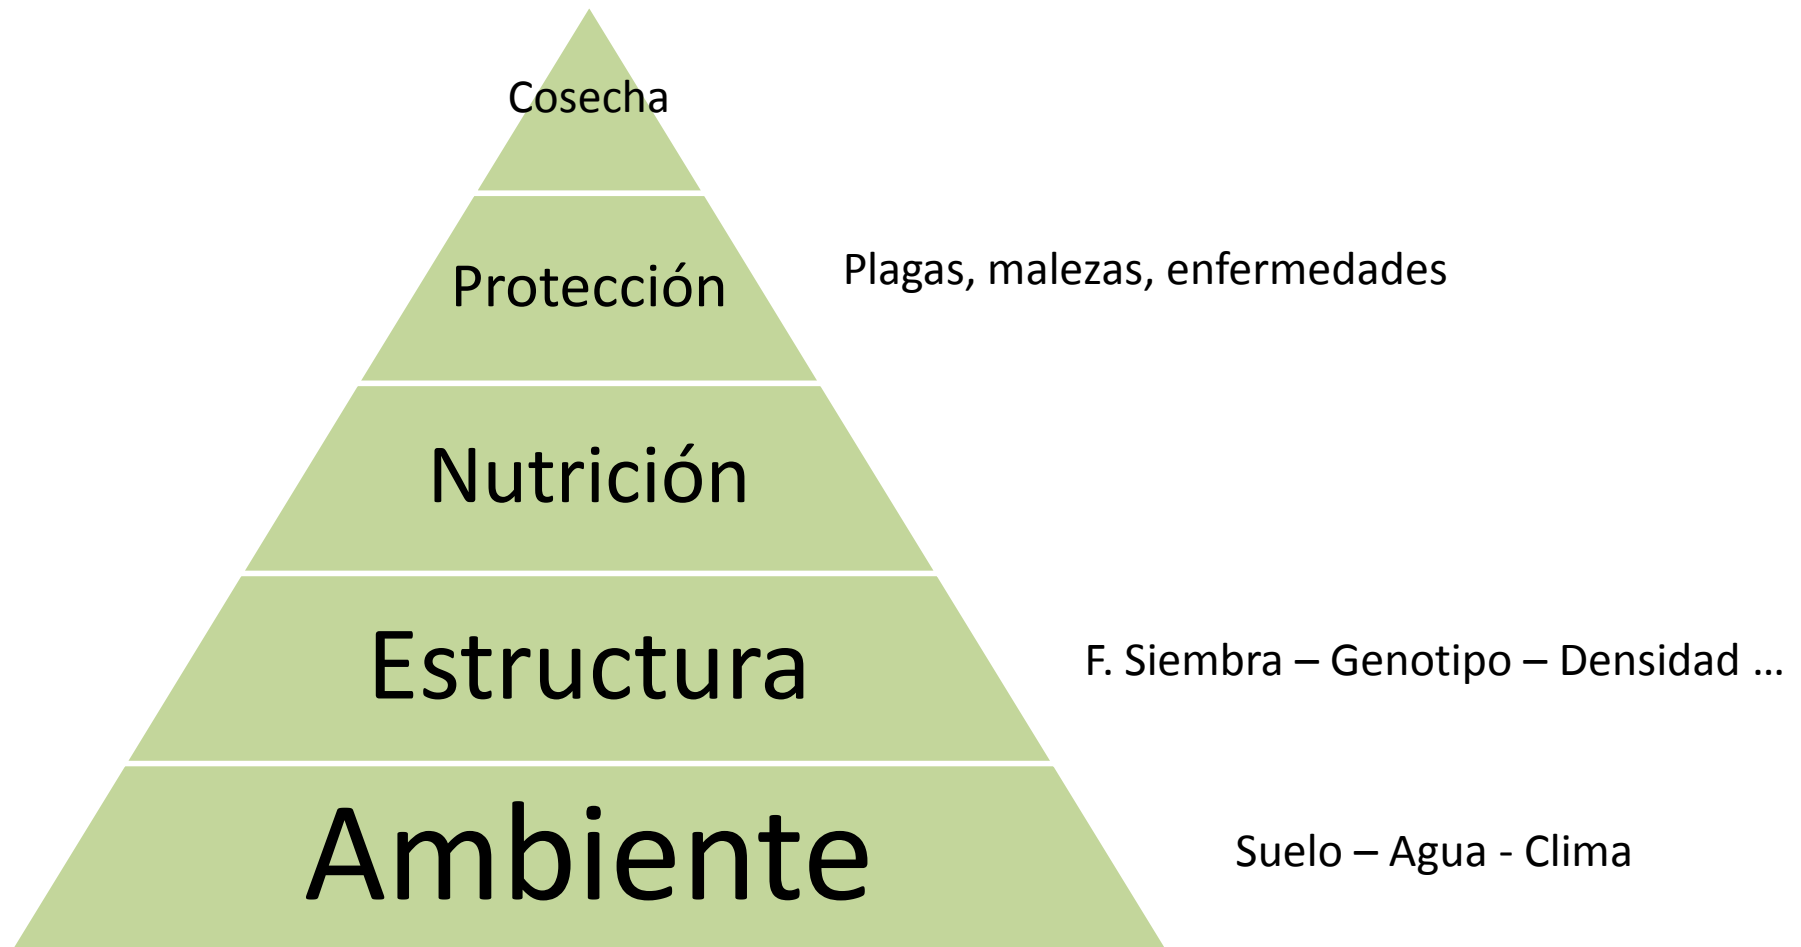 Cosecha
Protección
Plagas, malezas, enfermedades
Nutrición
Estructura
F. Siembra – Genotipo – Densidad ...
Ambiente
Suelo – Agua - Clima